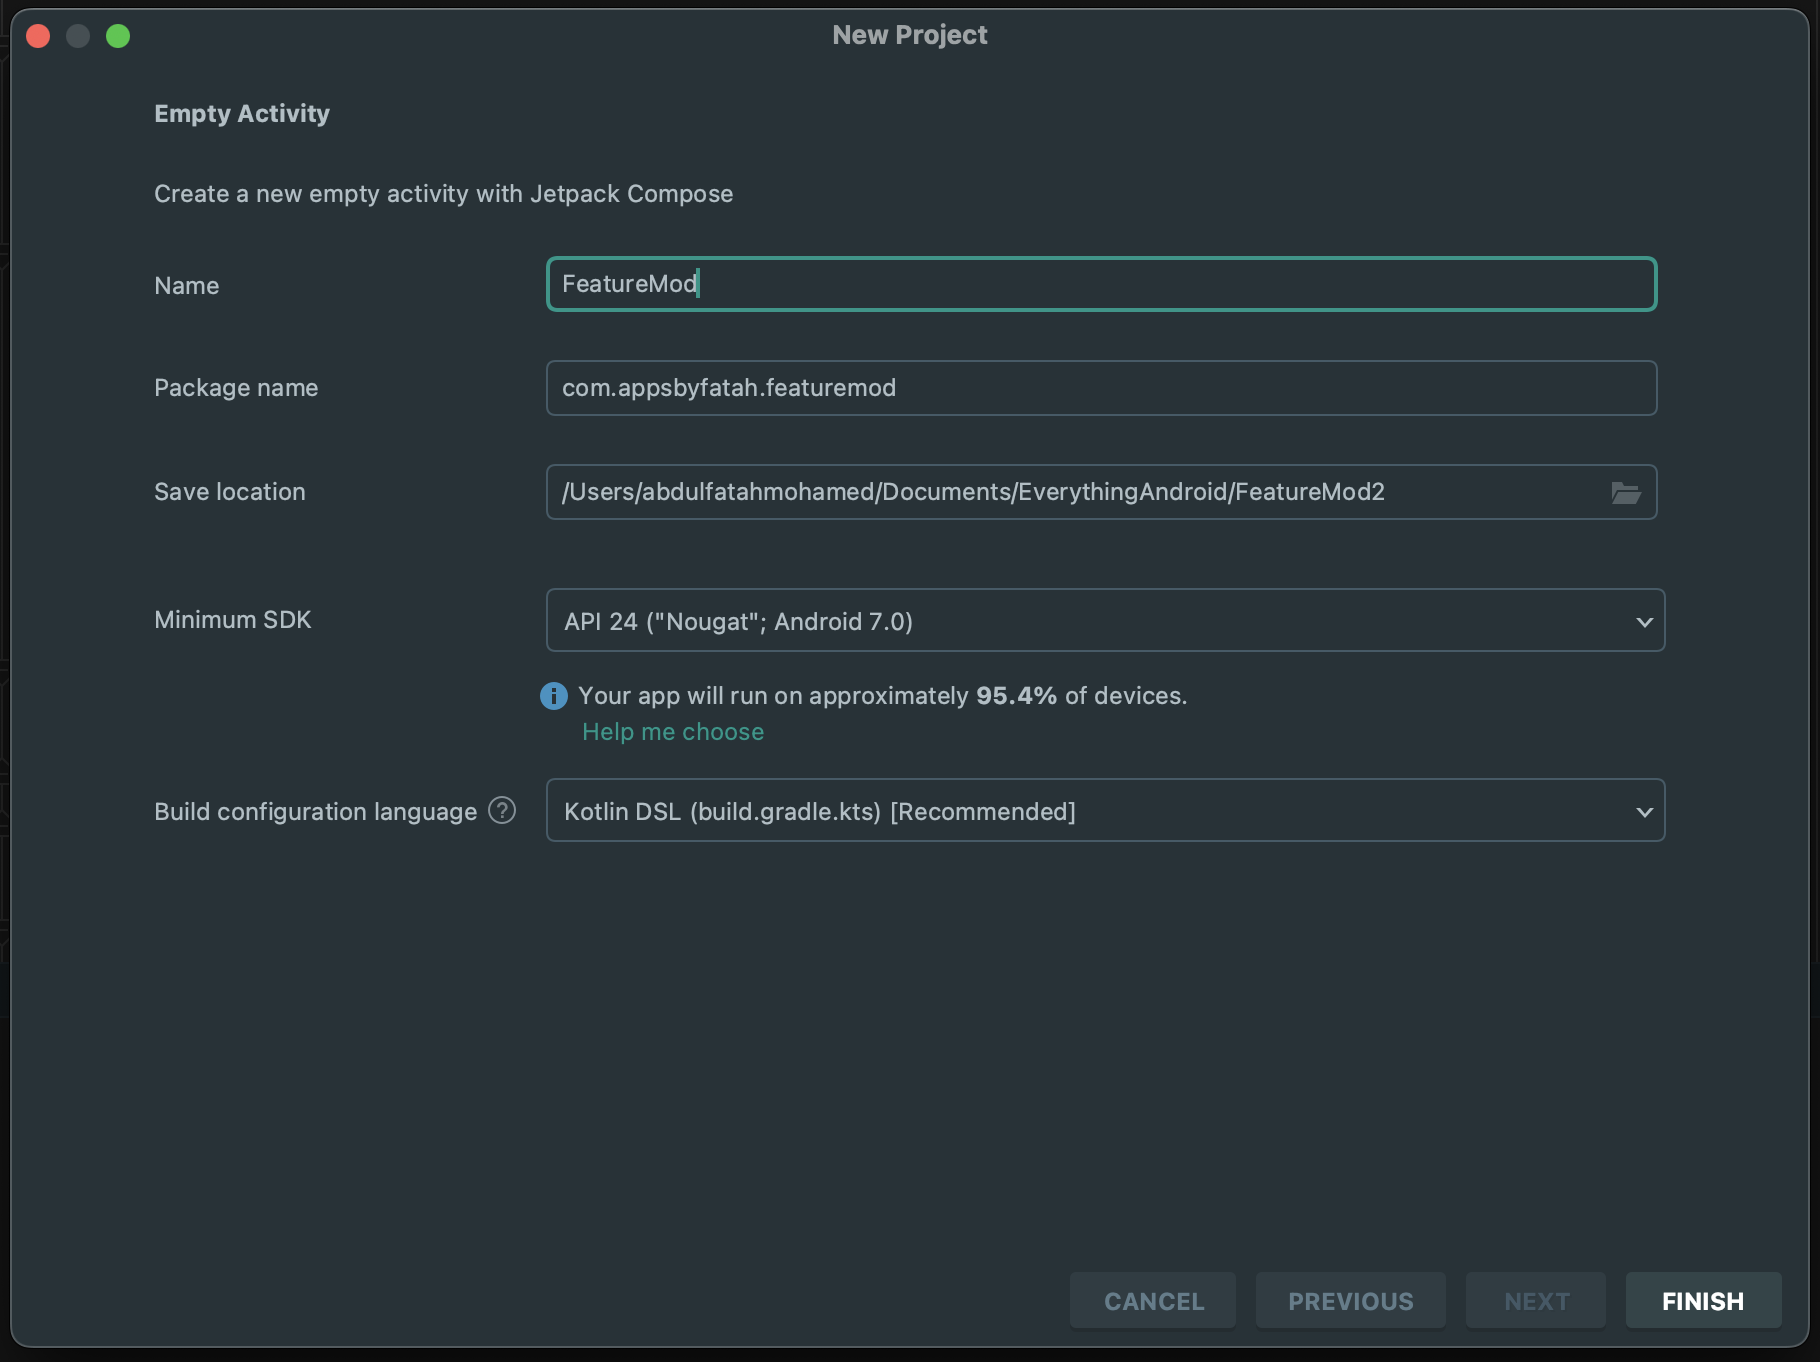 New Project
Empty Activity
Create a new empty activity with Jetpack Compose
Name
FeatureMod
Package name
com.appsbyfatah.featuremod
Save location
/Users/abdulfatahmohamed/Documents/EverythingAndroid/FeatureMod2
Minimum SDK
API 24 ("Nougat"; Android 7.0)
Your app will run on approximately 95.4% of devices.
Help me choose
Build configuration language ?
Kotlin DSL (build.gradle.kts) [Recommended]
CANCEL
PREVIOUS
NEXT
FINISH